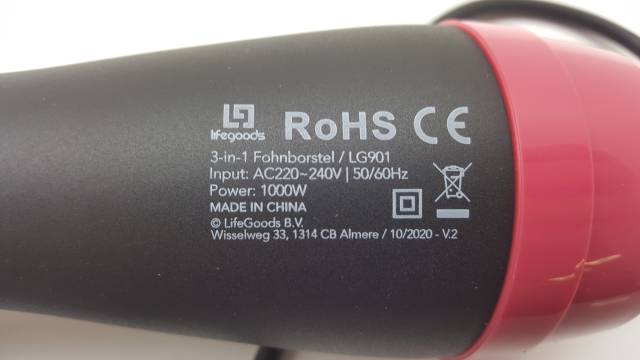 lifegoods
RoHS CE
3-in-1 Fohnborstel / LG901
Input: AC220~240V | 50/60Hz
Power: 1000W
MADE IN CHINA
© LifeGoods B.V.
Wisselweg 33, 1314 CB Almere / 10/2020 - V.2